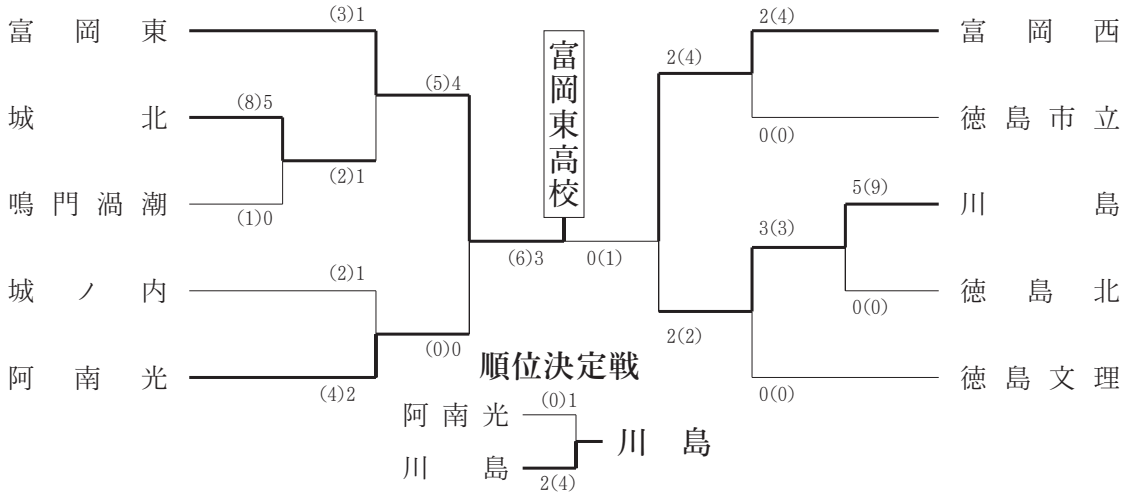 (3)1
2(4)
富岡東
富岡西
(5)4
富岡東高校
2(4)
(8)5
城北
徳島市立
0(0)
(2)1
5(9)
鳴門渦潮
川島
(1)0
3(3)
(6)3
0(1)
(2)1
城ノ内
徳島北
0(0)
(0)0
2(2)
順位決定戦
阿南光
徳島文理
(4)2
0(0)
(0)1
阿南光
川島
川島
2(4)